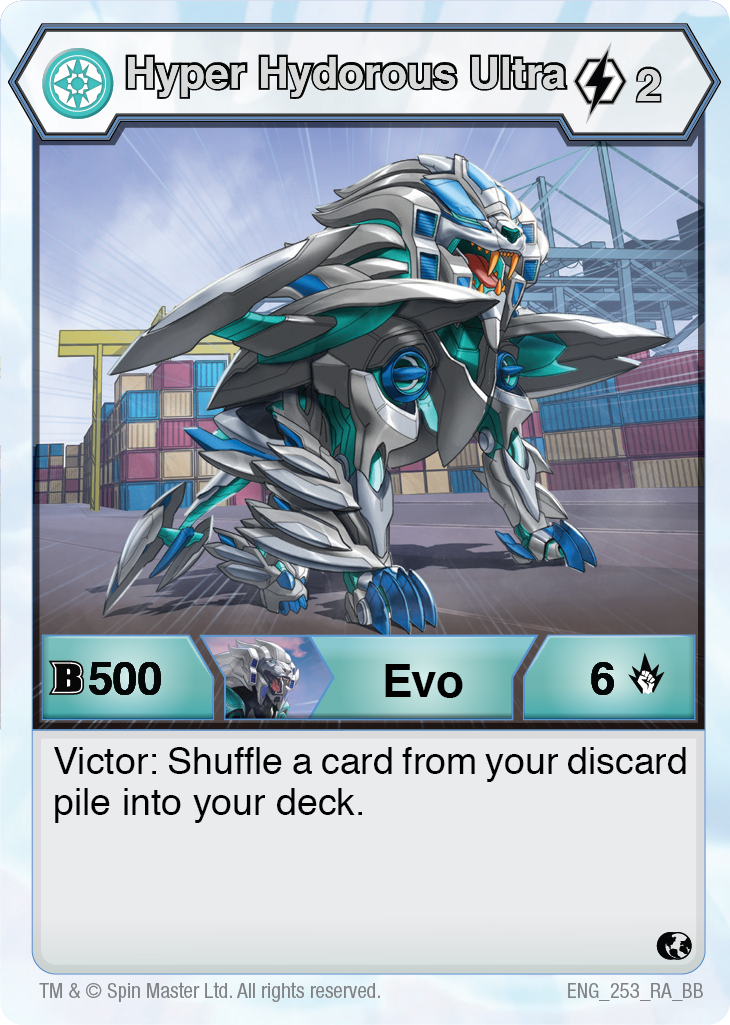 Hyper Hydorous Ultra 2
B 500 Evo 6
Victor: Shuffle a card from your discard
pile into your deck.
TM & © Spin Master Ltd. All rights reserved. ENG_253_RA_BB